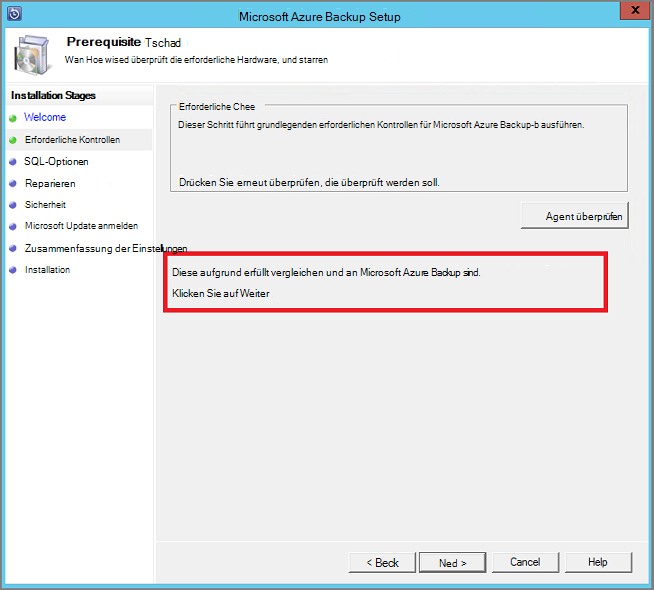 Microsoft Azure Backup Setup
X
Prerequisite Tschad
Wan Hoe wised überprüft die erforderliche Hardware, und starren
Installation Stages
Welcome
Erforderliche Kontrollen
SQL-Optionen
Reparieren
Sicherheit
Microsoft Update anmelden
Zusammenfassung der Einstellungen
Installation
Erforderliche Chee
Dieser Schritt führt grundlegenden erforderlichen Kontrollen für Microsoft Azure Backup-b ausführen.
Drücken Sie erneut überprüfen, die überprüft werden soll.
Agent überprüfen
Diese aufgrund erfüllt vergleichen und an Microsoft Azure Backup sind.
Klicken Sie auf Weiter
< Beck
Ned >
Cancel
Help